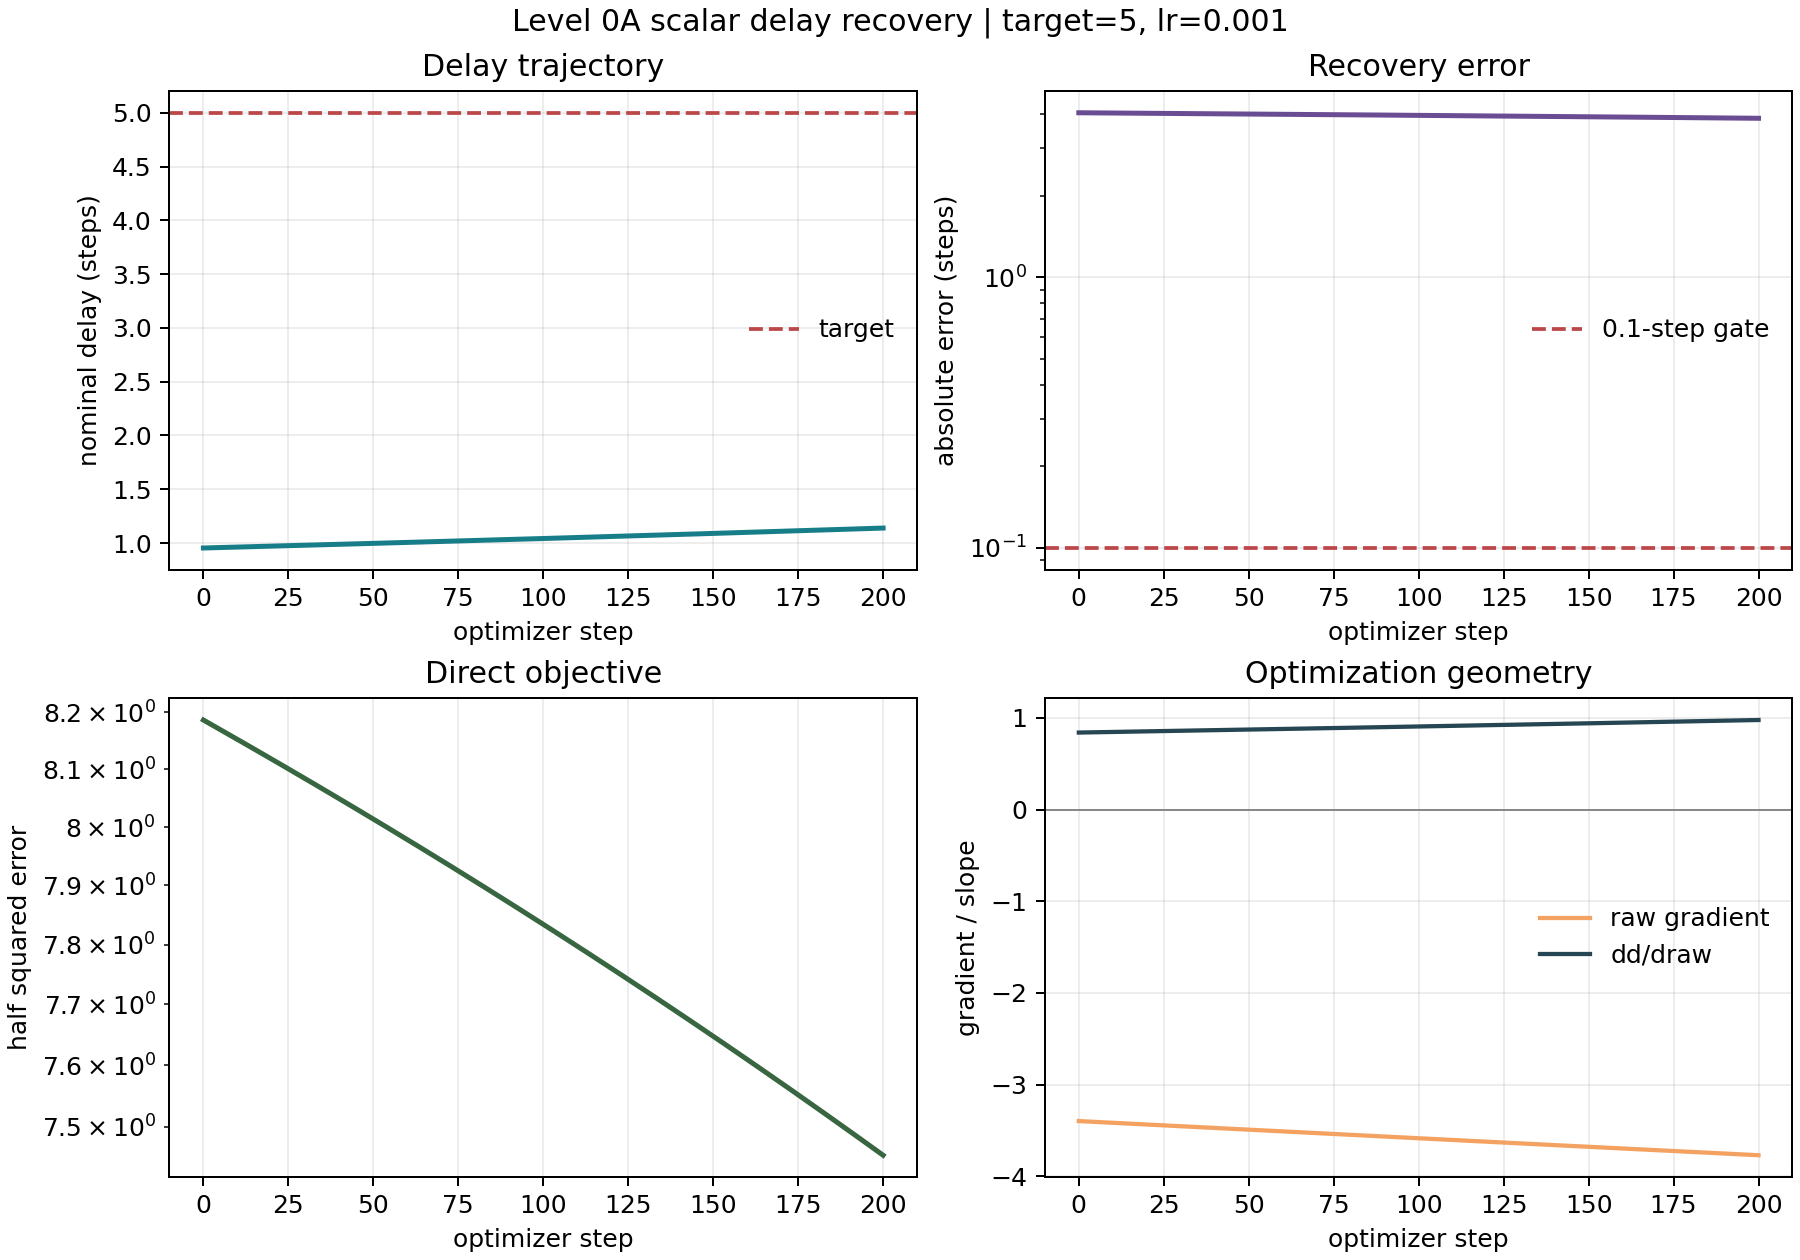 Level 0A scalar delay recovery | target=5, lr=0.001
Delay trajectory
nominal delay (steps)
5.0
4.5
4.0
3.5
3.0
2.5
2.0
1.5
1.0
target
0 25 50 75 100 125 150 175 200
optimizer step
Recovery error
absolute error (steps)
10⁰
10⁻¹
0.1-step gate
0 25 50 75 100 125 150 175 200
optimizer step
Direct objective
half squared error
8.2 × 10⁰
8.1 × 10⁰
8 × 10⁰
7.9 × 10⁰
7.8 × 10⁰
7.7 × 10⁰
7.6 × 10⁰
7.5 × 10⁰
0 25 50 75 100 125 150 175 200
optimizer step
Optimization geometry
gradient / slope
1
0
−1
−2
−3
−4
raw gradient
dd/draw
0 25 50 75 100 125 150 175 200
optimizer step